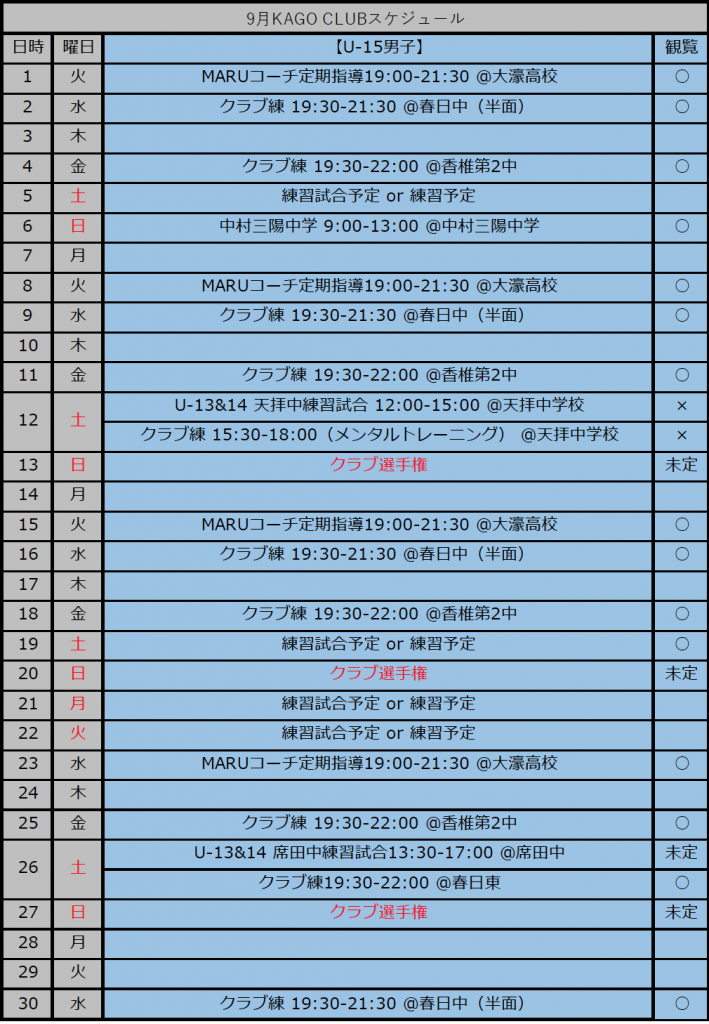 9月KAGO CLUBスケジュール
日時 曜日 【U-15男子】 観覧
1 火 MARUコーチ定期指導19:00-21:30 @大濠高校 ○
2 水 クラブ練 19:30-21:30 @春日中（半面） ○
3 木
4 金 クラブ練 19:30-22:00 @香椎第2中 ○
5 土 練習試合予定 or 練習予定
6 日 中村三陽中学 9:00-13:00 @中村三陽中学 ○
7 月
8 火 MARUコーチ定期指導19:00-21:30 @大濠高校 ○
9 水 クラブ練 19:30-21:30 @春日中（半面） ○
10 木
11 金 クラブ練 19:30-22:00 @香椎第2中 ○
12 土 U-13&14 天拝中練習試合 12:00-15:00 @天拝中学校 ×
クラブ練 15:30-18:00（メンタルトレーニング） @天拝中学校 ×
13 日 クラブ選手権 未定
14 月
15 火 MARUコーチ定期指導19:00-21:30 @大濠高校 ○
16 水 クラブ練 19:30-21:30 @春日中（半面） ○
17 木
18 金 クラブ練 19:30-22:00 @香椎第2中 ○
19 土 練習試合予定 or 練習予定 ○
20 日 クラブ選手権 未定
21 月 練習試合予定 or 練習予定
22 火 練習試合予定 or 練習予定
23 水 MARUコーチ定期指導19:00-21:30 @大濠高校 ○
24 木
25 金 クラブ練 19:30-22:00 @香椎第2中 ○
26 土 U-13&14 席田中練習試合13:30-17:00 @席田中 未定
クラブ練19:30-22:00 @春日東 ○
27 日 クラブ選手権 未定
28 月
29 火
30 水 クラブ練 19:30-21:30 @春日中（半面） ○